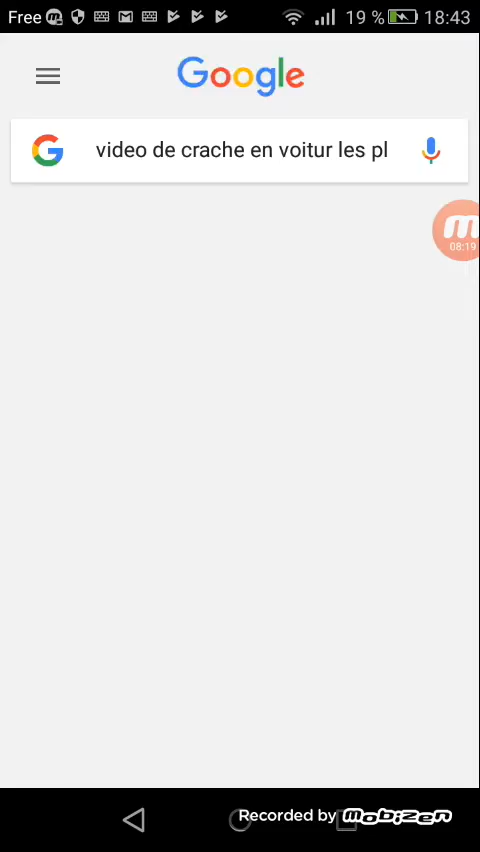 Free 19 % 18:43
Google
G video de crache en voitur les pl
m
08:19
Recorded by Mobizen